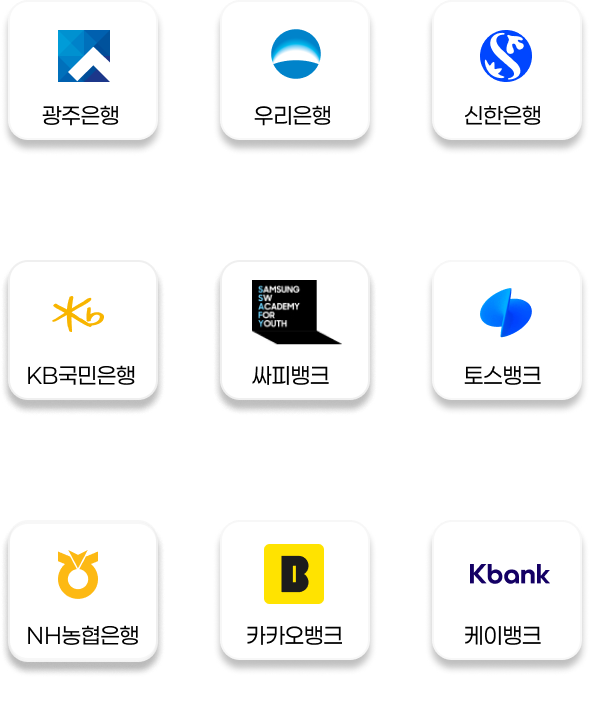 광주은행
우리은행
신한은행
Kb
KB국민은행
SAMSUNG
SW
ACADEMY
FOR
YOUTH
싸피뱅크
토스뱅크
NH농협은행
B
카카오뱅크
Kbank
케이뱅크